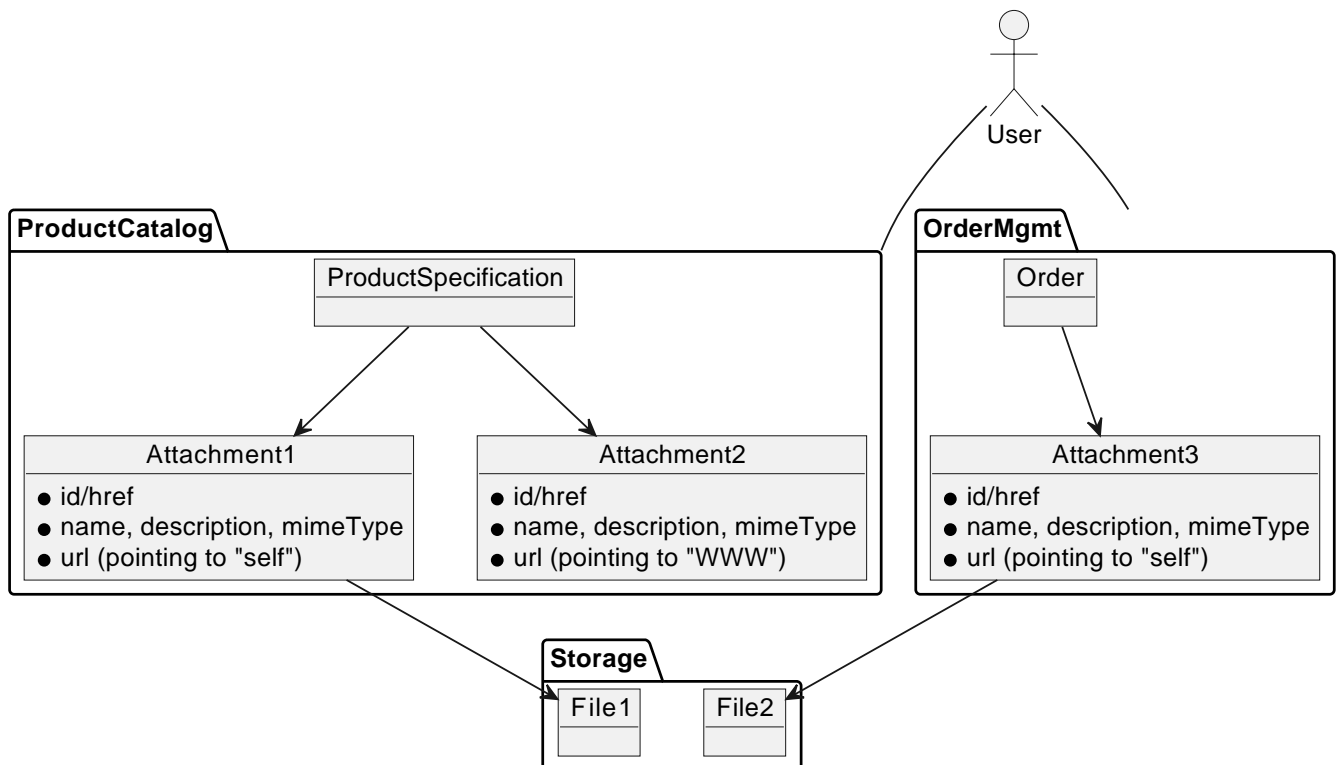 User
ProductCatalog
OrderMgmt
ProductSpecification
Order
Attachment1
id/href
name, description, mimeType
url (pointing to "self")
Attachment2
id/href
name, description, mimeType
url (pointing to "WWW")
Attachment3
id/href
name, description, mimeType
url (pointing to "self")
Storage
File1
File2